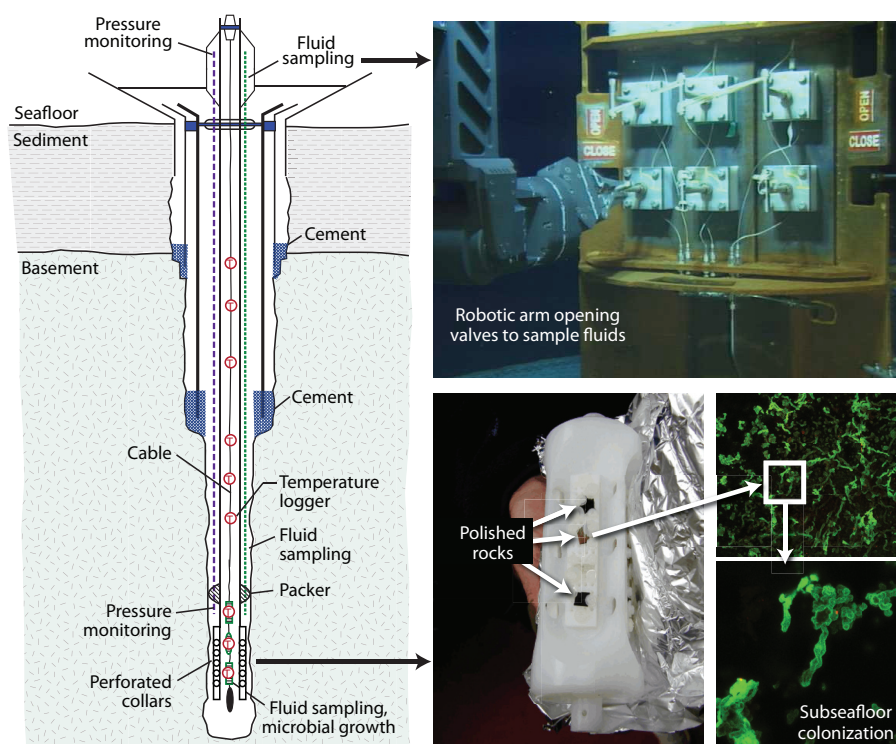 Pressure
monitoring
Fluid
sampling
Seafloor
Sediment
Cement
Basement
Cement
Cable
Temperature
logger
Fluid
sampling
Packer
Pressure
monitoring
Perforated
collars
Fluid sampling,
microbial growth
T
T
T
T
T
T
T
T
T
OPEN
CLOSE
OPEN
CLOSE
Robotic arm opening
valves to sample fluids
Polished
rocks
Subseafloor
colonization